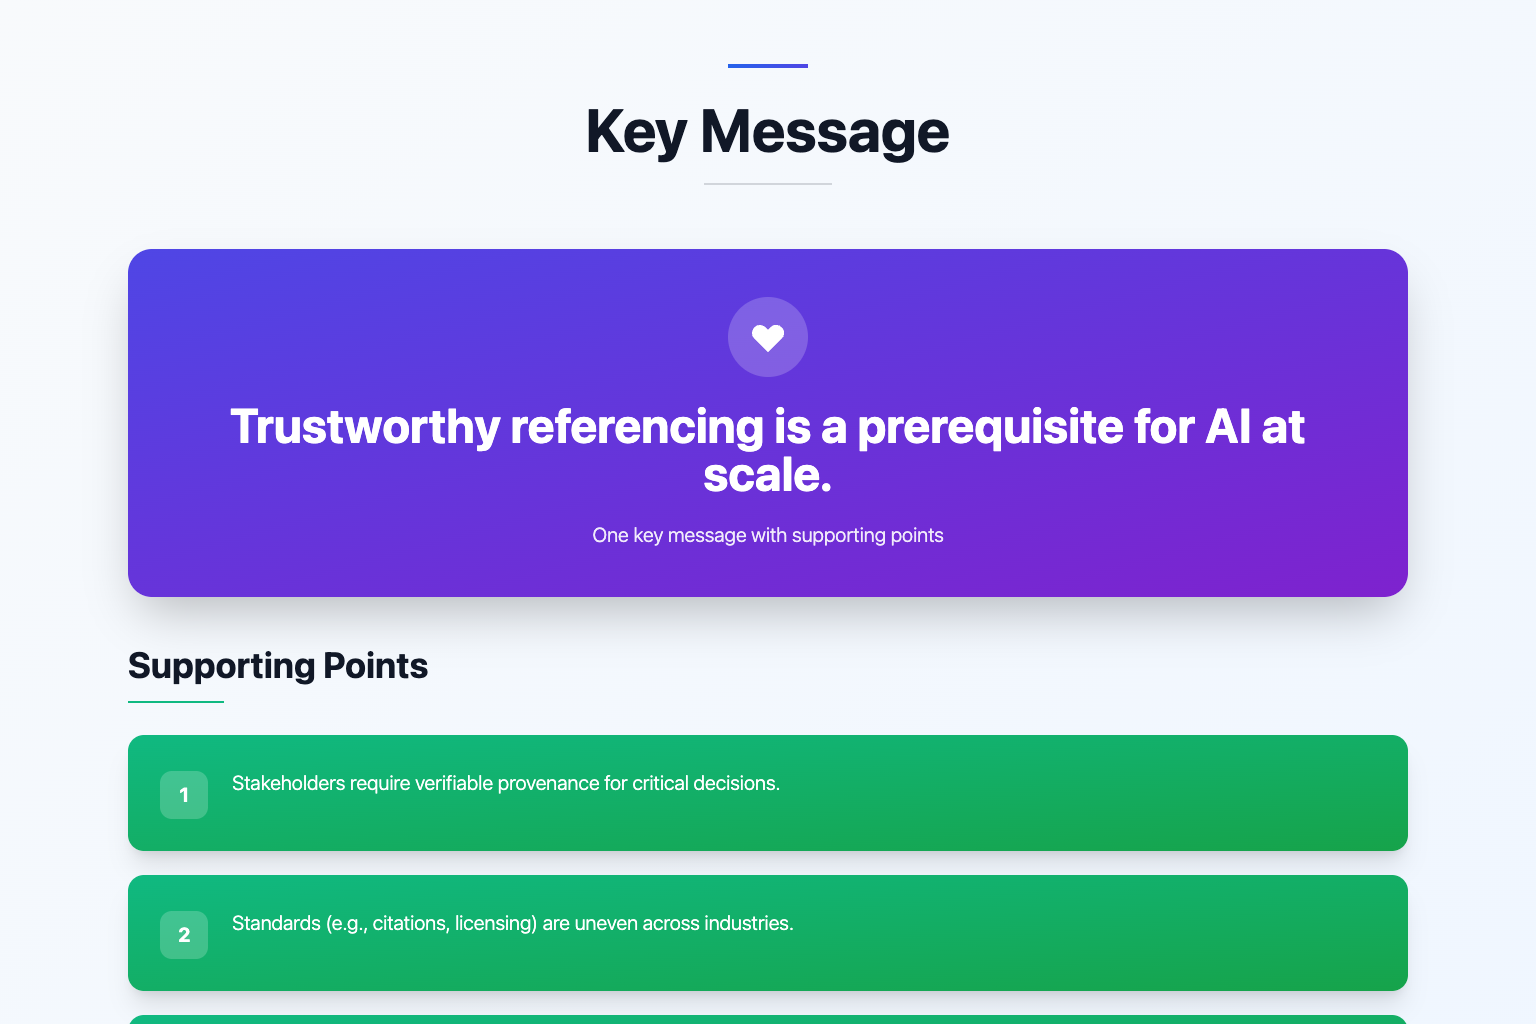 Key Message
Trustworthy referencing is a prerequisite for AI at
scale.
One key message with supporting points
Supporting Points
1
Stakeholders require verifiable provenance for critical decisions.
2
Standards (e.g., citations, licensing) are uneven across industries.